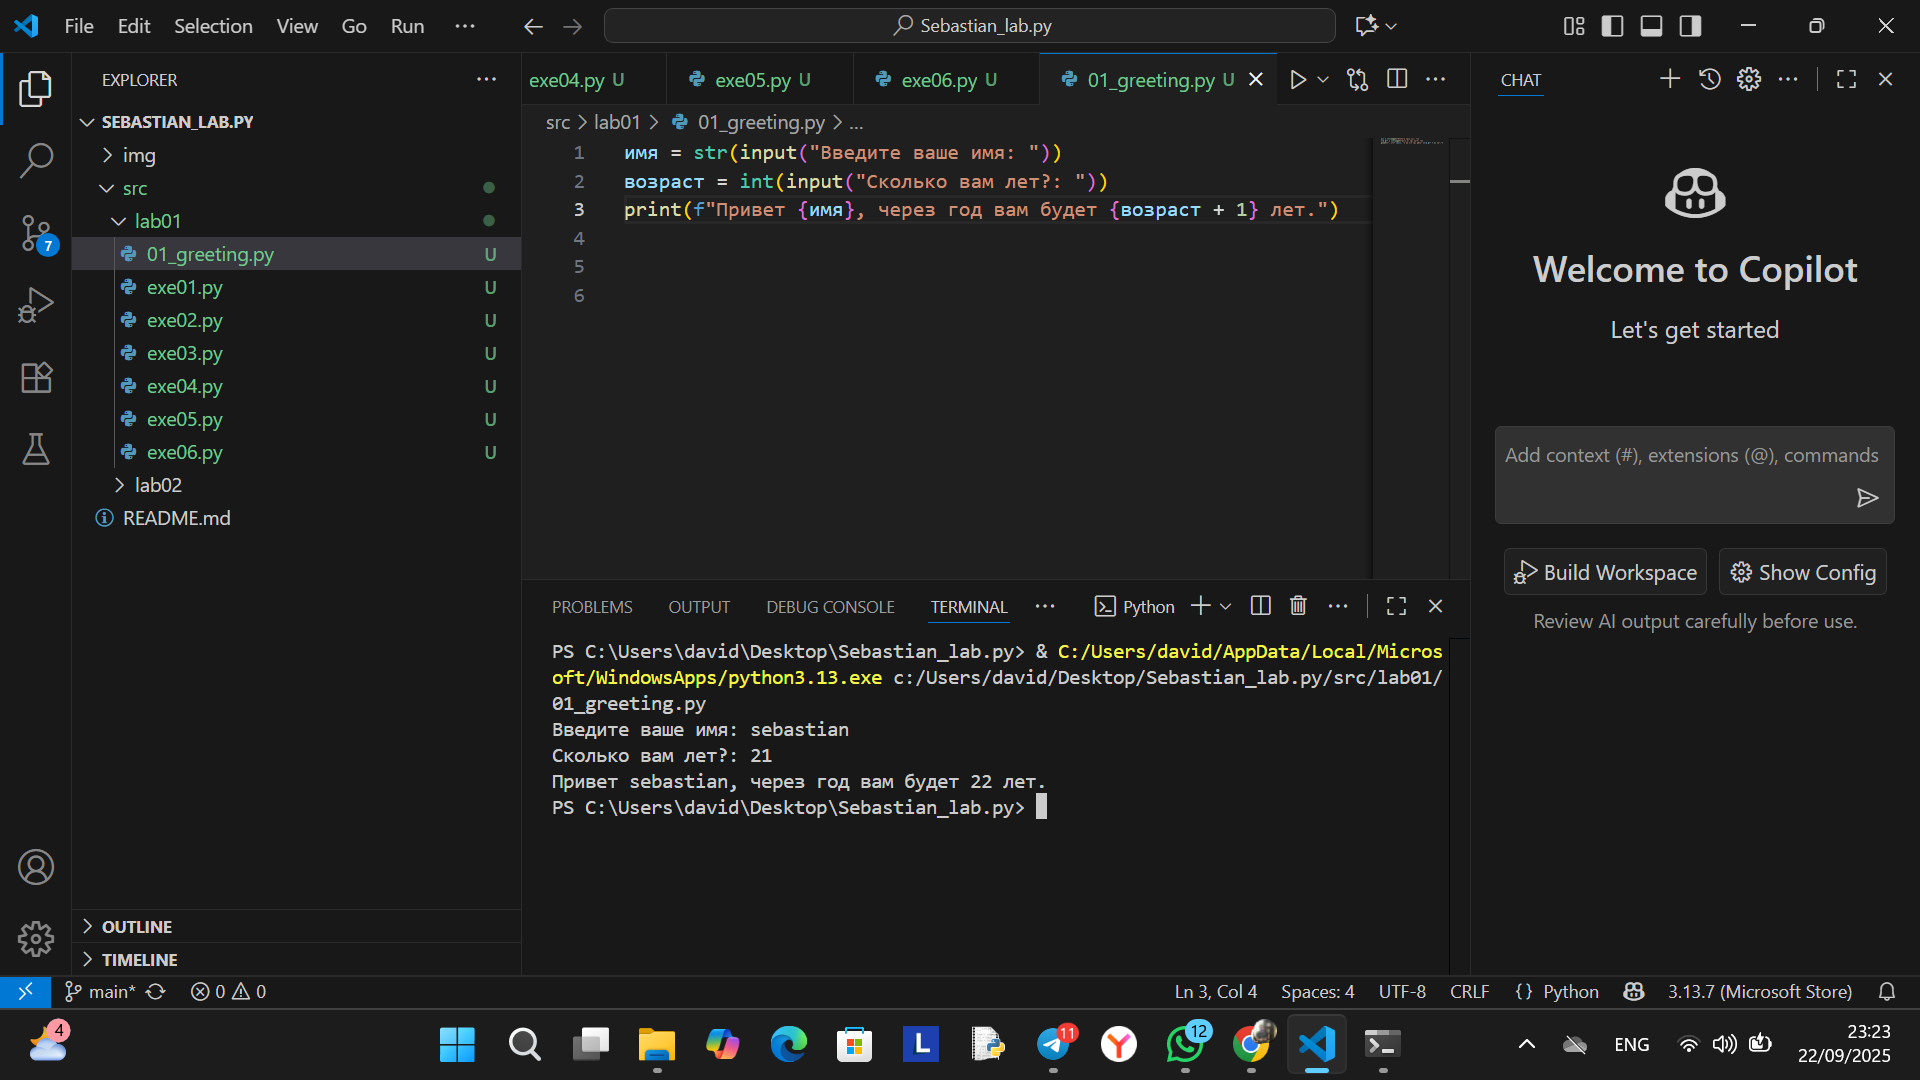 File Edit Selection View Go Run ...
Sebastian_lab.py
EXPLORER
SEBASTIAN_LAB.PY
img
src
lab01
01_greeting.py U
exe01.py U
exe02.py U
exe03.py U
exe04.py U
exe05.py U
exe06.py U
lab02
README.md
OUTLINE
TIMELINE
7
exe04.py U exe05.py U exe06.py U 01_greeting.py U
src > lab01 > 01_greeting.py > ...
1 имя = str(input("Введите ваше имя: "))
2 возраст = int(input("Сколько вам лет?: "))
3 print(f"Привет {имя}, через год вам будет {возраст + 1} лет.")
4
5
6
PROBLEMS OUTPUT DEBUG CONSOLE TERMINAL ... Python
PS C:\Users\david\Desktop\Sebastian_lab.py> & C:/Users/david/AppData/Local/Micros
oft/WindowsApps/python3.13.exe c:/Users/david/Desktop/Sebastian_lab.py/src/lab01/
01_greeting.py
Введите ваше имя: sebastian
Сколько вам лет?: 21
Привет sebastian, через год вам будет 22 лет.
PS C:\Users\david\Desktop\Sebastian_lab.py>
CHAT
Welcome to Copilot
Let's get started
Add context (#), extensions (@), commands
Build Workspace Show Config
Review AI output carefully before use.
main* 0 0 Ln 3, Col 4 Spaces: 4 UTF-8 CRLF {} Python 3.13.7 (Microsoft Store)
4 L 11 Y 12 ENG 23:23
22/09/2025